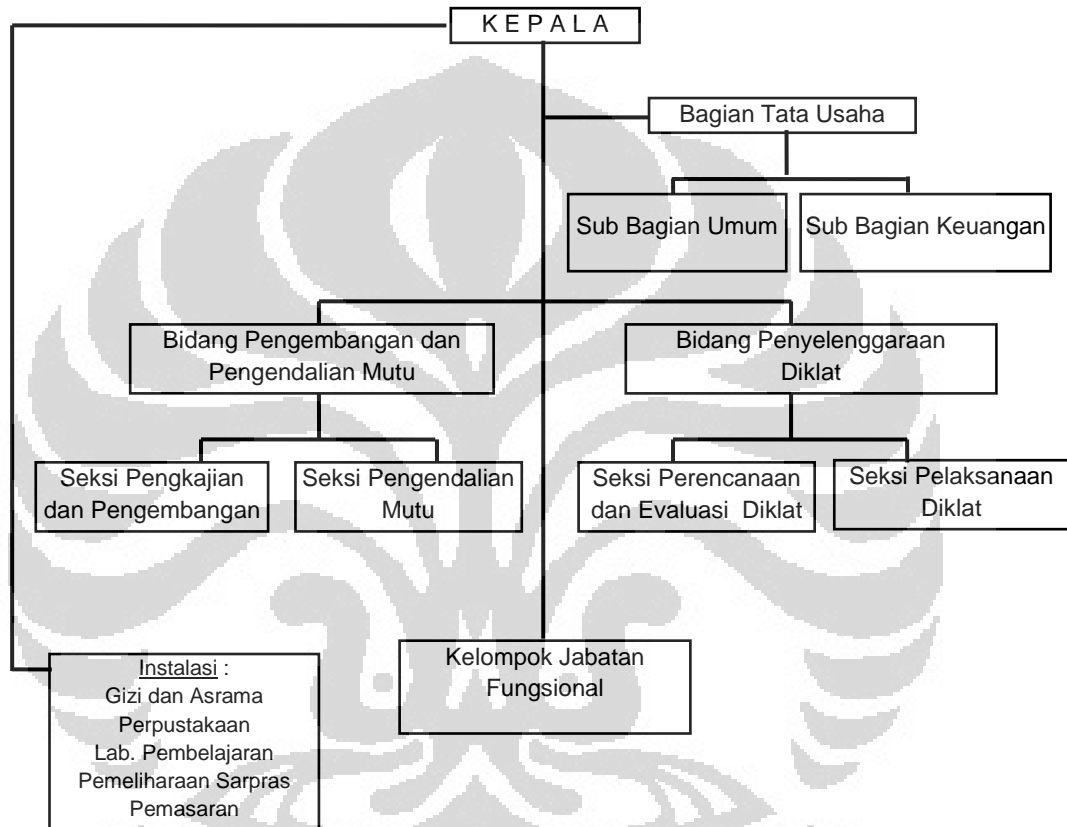 K E P A L A
Bagian Tata Usaha
Sub Bagian Umum
Sub Bagian Keuangan
Bidang Pengembangan dan
Pengendalian Mutu
Bidang Penyelenggaraan
Diklat
Seksi Pengkajian
dan Pengembangan
Seksi Pengendalian
Mutu
Seksi Perencanaan
dan Evaluasi Diklat
Seksi Pelaksanaan
Diklat
Kelompok Jabatan
Fungsional
Instalasi :
Gizi dan Asrama
Perpustakaan
Lab. Pembelajaran
Pemeliharaan Sarpras
Pemasaran